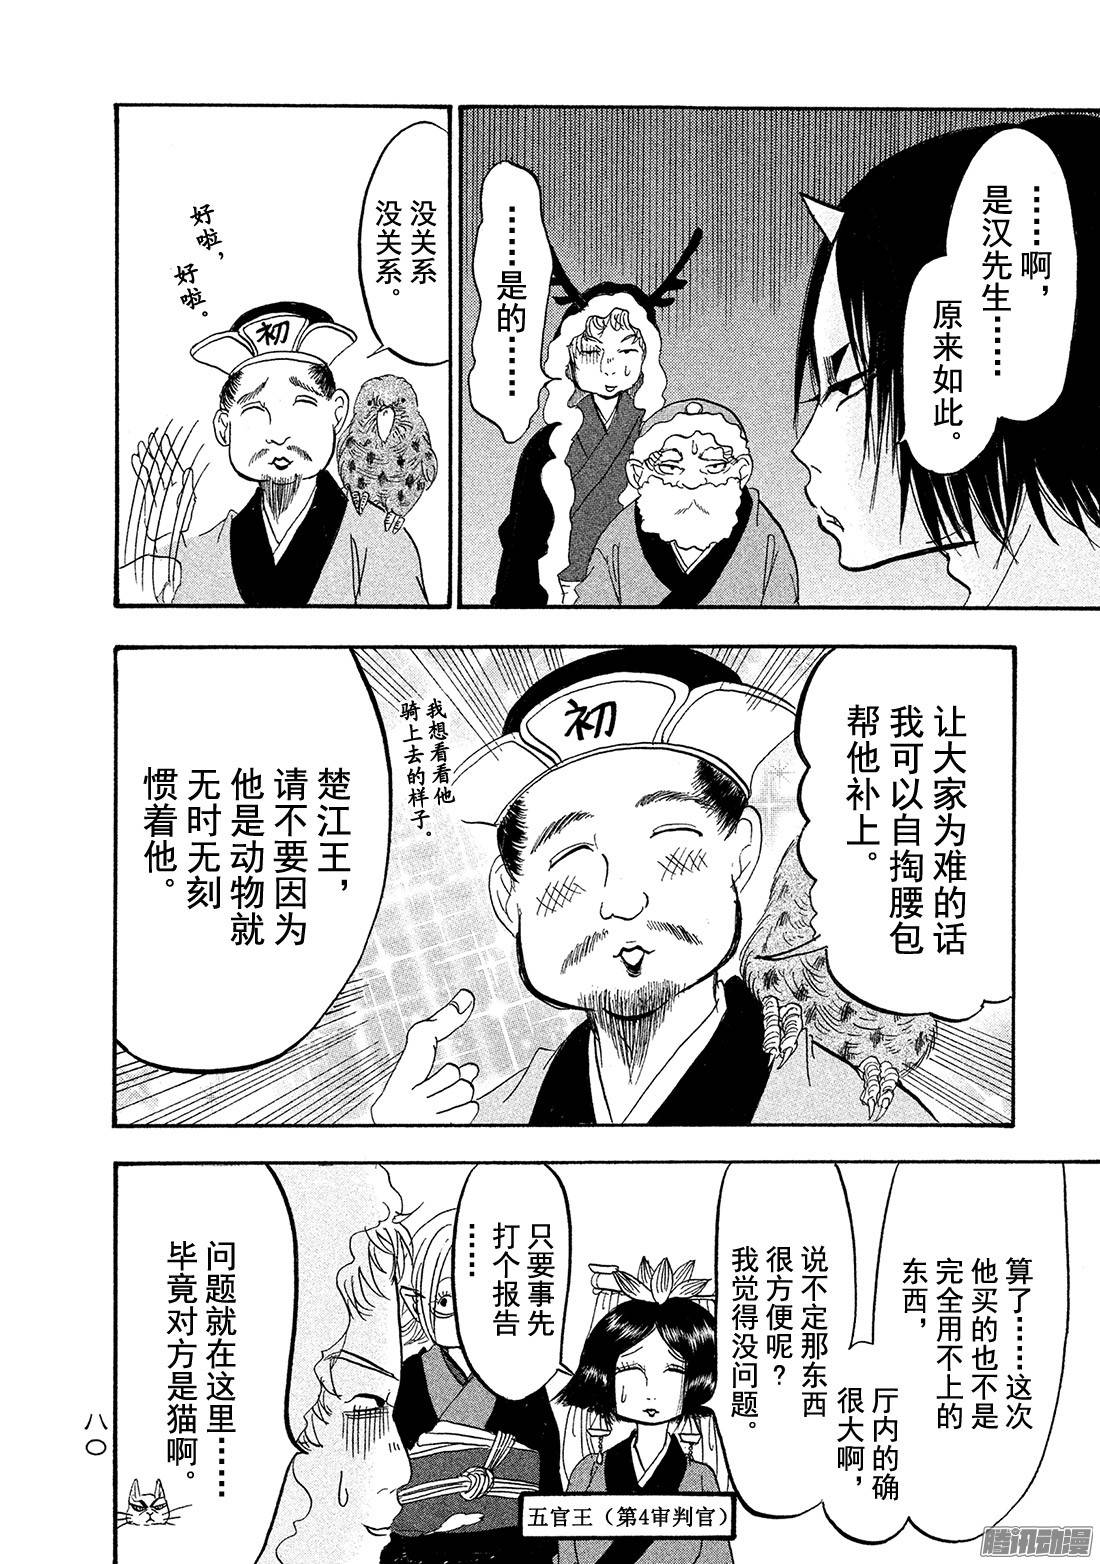 ……啊，
是汉先生……
原来如此。
……是的……
没关系
没关系。
好啦，
好啦。
初
让大家为难的话
我可以自掏腰包
帮他补上。
初
我想看看他
骑上去的样子。
楚江王，
请不要因为
他是动物就
无时无刻
惯着他。
算了……这次
他买的也不是
完全用不上的
东西，
厅内的确
很大啊，
说不定那东西
很方便呢？
我觉得没问题。
五官王（第4审判官）
只要事先
打个报告
……
问题就在这里……
毕竟对方是猫啊。
八〇
腾讯动漫